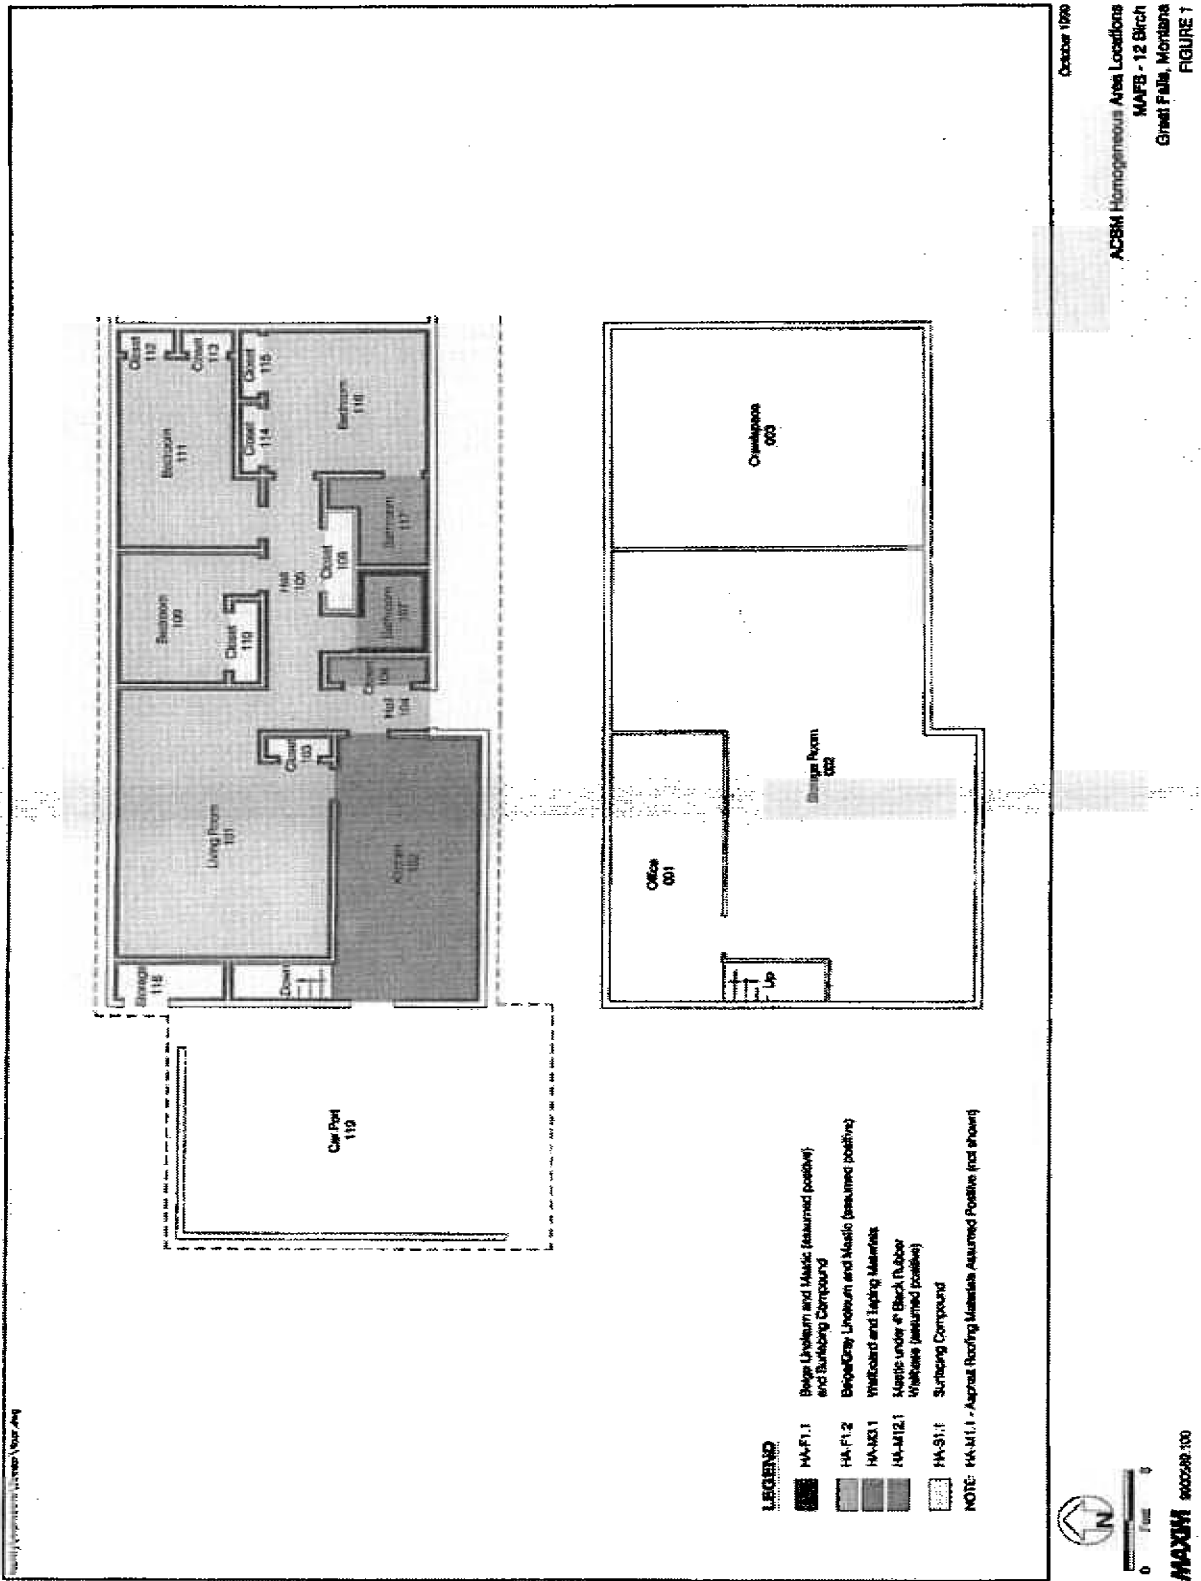 October 1999
ACBM Homogeneous Area Locations
MAFB - 12 Birch
Great Falls, Montana
FIGURE 1
Storage
118
Living Room
101
Bedroom
109
Closet
110
Bedroom
111
Closet
112
Closet
113
Down
Closet
103
Hall
105
Closet
114
Closet
115
Kitchen
102
Hall
104
Closet
106
Bathroom
107
Closet
108
Bathroom
117
Bedroom
116
Car Port
119
Office
001
Up
Storage Room
002
Crawlspace
003
LEGEND
HA-F1.1 Beige Linoleum and Mastic (assumed positive)
and Surfacing Compound
HA-F1.2 Beige/Gray Linoleum and Mastic (assumed positive)
HA-M3.1 Wallboard and Taping Materials
HA-M12.1 Mastic under 4" Black Rubber
Wallbase (assumed positive)
HA-S1.1 Surfacing Compound
NOTE: HA-M1.1 - Asphalt Roofing Materials Assumed Positive (not shown)
N
0 Feet 8
MAXIM 9900580.100